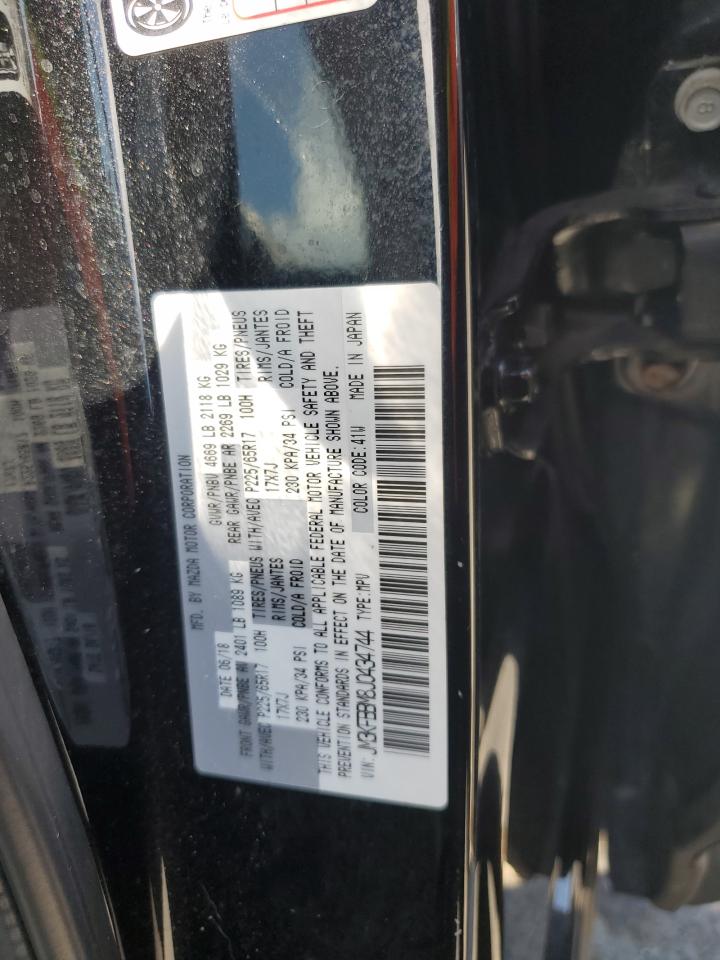 MFD. BY MAZDA MOTOR CORPORATION
DATE 06/18 GVWR/PNBV 4669 LB 2118 KG
FRONT GAWR/PNBE AV 2401 LB 1089 KG REAR GAWR/PNBE AR 2269 LB 1029 KG
WITH/AVEC P225/65R17 100H TIRES/PNEUS WITH/AVEC P225/65R17 100H TIRES/PNEUS
17X7J RIMS/JANTES 17X7J RIMS/JANTES
230 KPA/34 PSI COLD/A FROID 230 KPA/34 PSI COLD/A FROID
THIS VEHICLE CONFORMS TO ALL APPLICABLE FEDERAL MOTOR VEHICLE SAFETY AND THEFT
PREVENTION STANDARDS IN EFFECT ON THE DATE OF MANUFACTURE SHOWN ABOVE.
VIN: JM3KFBBM8J0434744 TYPE:MPV COLOR CODE:41W MADE IN JAPAN
8